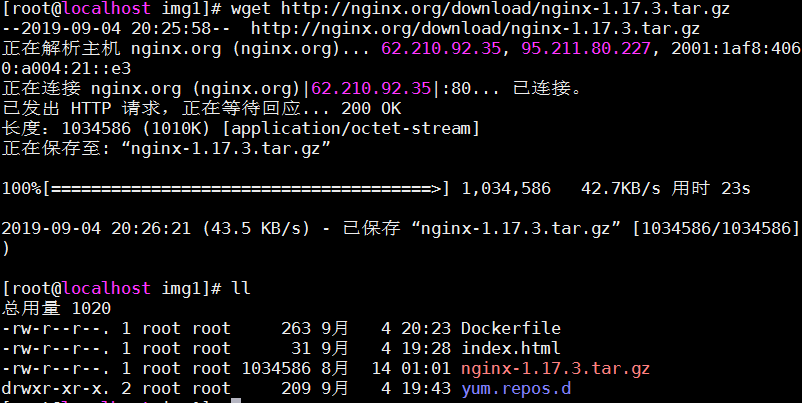 [root@localhost img1]# wget http://nginx.org/download/nginx-1.17.3.tar.gz
--2019-09-04 20:25:58--  http://nginx.org/download/nginx-1.17.3.tar.gz
正在解析主机 nginx.org (nginx.org)... 62.210.92.35, 95.211.80.227, 2001:1af8:406
0:a004:21::e3
正在连接 nginx.org (nginx.org)|62.210.92.35|:80... 已连接。
已发出 HTTP 请求，正在等待回应... 200 OK
长度：1034586 (1010K) [application/octet-stream]
正在保存至: “nginx-1.17.3.tar.gz”
100%[======================================>] 1,034,586   42.7KB/s 用时 23s
2019-09-04 20:26:21 (43.5 KB/s) - 已保存 “nginx-1.17.3.tar.gz” [1034586/1034586]
)
[root@localhost img1]# ll
总用量 1020
-rw-r--r--. 1 root root     263 9月   4 20:23 Dockerfile
-rw-r--r--. 1 root root      31 9月   4 19:28 index.html
-rw-r--r--. 1 root root 1034586 8月  14 01:01 nginx-1.17.3.tar.gz
drwxr-xr-x. 2 root root     209 9月   4 19:43 yum.repos.d
[root@localhost img1]#